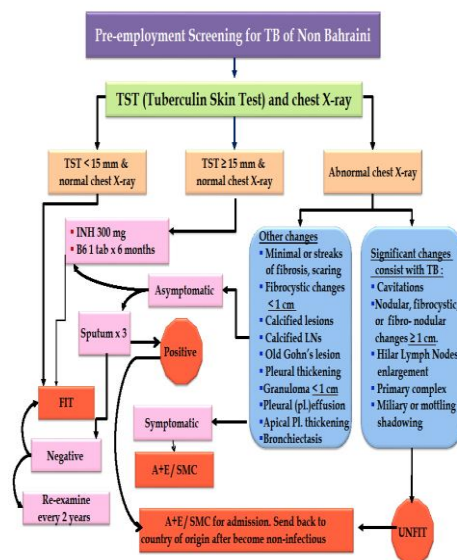 Pre-employment Screening for TB of Non Bahraini
TST (Tuberculin Skin Test) and chest X-ray
TST < 15 mm &
normal chest X-ray
TST ≥ 15 mm &
normal chest X-ray
Abnormal chest X-ray
▪ INH 300 mg
▪ B6 1 tab x 6 months
Asymptomatic
Sputum x 3
Positive
FIT
Negative
Re-examine
every 2 years
Symptomatic
A+E / SMC
Other changes
▪ Minimal or streaks
of fibrosis, scaring
▪ Fibrocystic changes
< 1 cm
▪ Calcified lesions
▪ Calcified LNs
▪ Old Gohn's lesion
▪ Pleural thickening
▪ Granuloma < 1 cm
▪ Pleural (pl.)effusion
▪ Apical Pl. thickening
▪ Bronchiectasis
Significant changes
consist with TB :
▪ Cavitations
▪ Nodular, fibrocystic,
or fibro- nodular
changes ≥ 1 cm.
▪ Hilar Lymph Nodes
enlargement
▪ Primary complex
▪ Miliary or mottling
shadowing
UNFIT
A+E / SMC for admission. Send back to
country of origin after become non-infectious